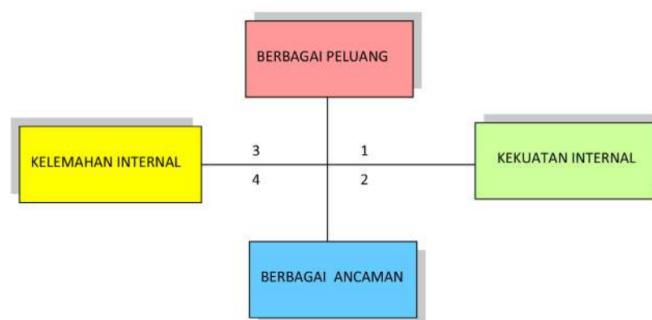 BERBAGAI PELUANG
KELEMAHAN INTERNAL
3
1
KEKUATAN INTERNAL
4
2
BERBAGAI ANCAMAN